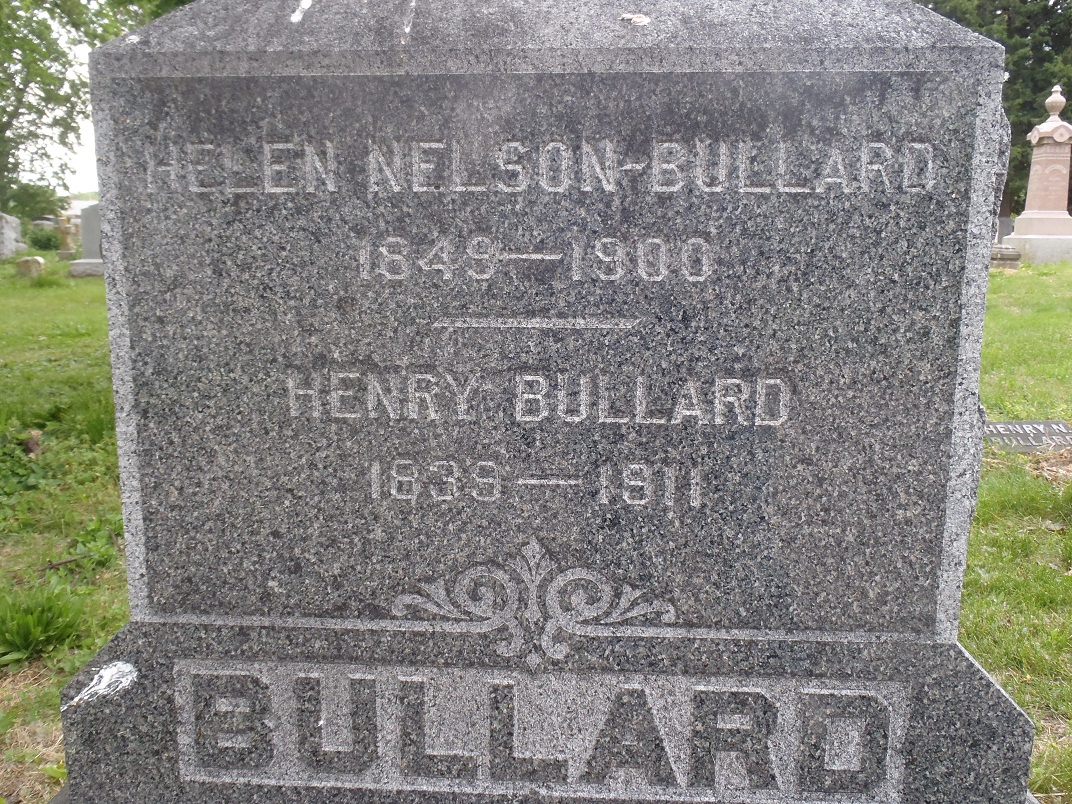 HELEN NELSON-BULLARD
1849—1900
HENRY BULLARD
1839—1911
BULLARD
HENRY N.
BULLARD